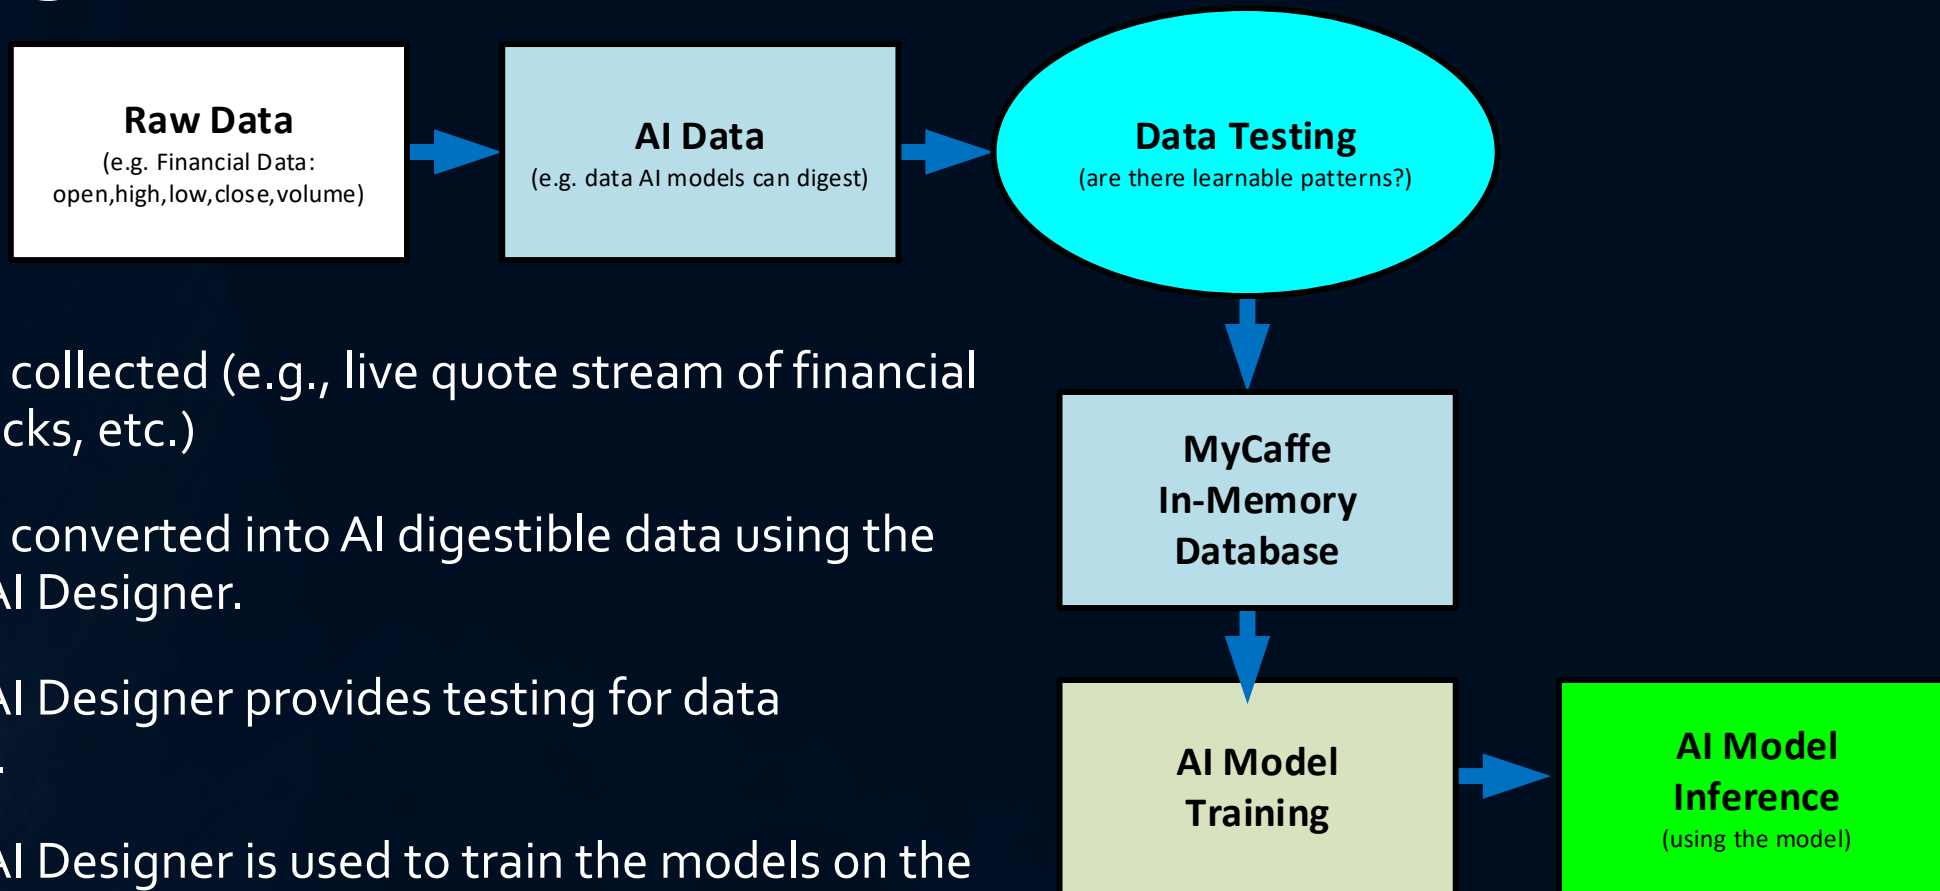 Raw Data
(e.g. Financial Data:
open,high,low,close,volume)
AI Data
(e.g. data AI models can digest)
Data Testing
(are there learnable patterns?)
collected (e.g., live quote stream of financial
cks, etc.)
converted into AI digestible data using the
AI Designer.
AI Designer provides testing for data
.
AI Designer is used to train the models on the
MyCaffe
In-Memory
Database
AI Model
Training
AI Model
Inference
(using the model)